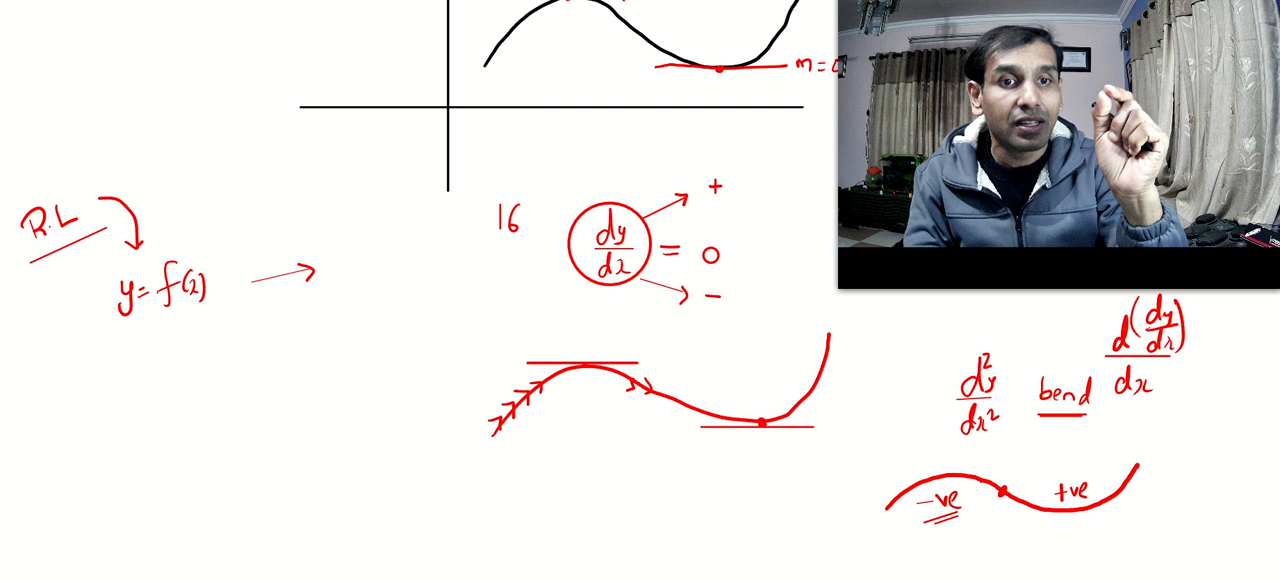 m = 0
R.L
y = f(x)
16
dy/dx = 0
+
-
d²y/dx²
bend
d(dy/dx)/dx
-ve
+ve